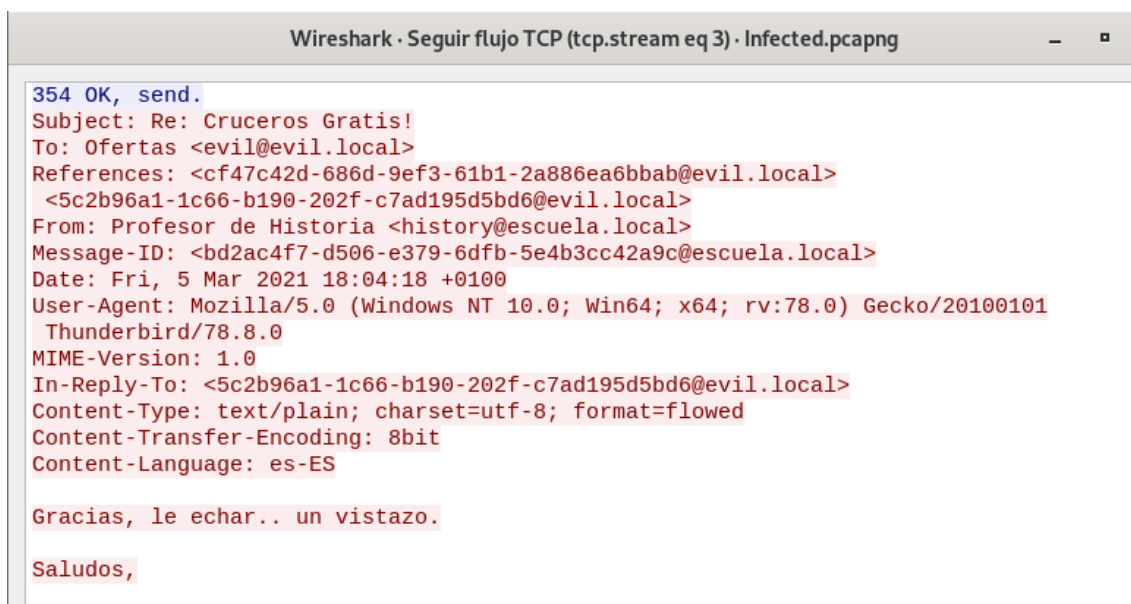 Wireshark · Seguir flujo TCP (tcp.stream eq 3) · Infected.pcapng
354 OK, send.
Subject: Re: Cruceros Gratis!
To: Ofertas <evil@evil.local>
References: <cf47c42d-686d-9ef3-61b1-2a886ea6bbab@evil.local>
 <5c2b96a1-1c66-b190-202f-c7ad195d5bd6@evil.local>
From: Profesor de Historia <history@escuela.local>
Message-ID: <bd2ac4f7-d506-e379-6dfb-5e4b3cc42a9c@escuela.local>
Date: Fri, 5 Mar 2021 18:04:18 +0100
User-Agent: Mozilla/5.0 (Windows NT 10.0; Win64; x64; rv:78.0) Gecko/20100101
 Thunderbird/78.8.0
MIME-Version: 1.0
In-Reply-To: <5c2b96a1-1c66-b190-202f-c7ad195d5bd6@evil.local>
Content-Type: text/plain; charset=utf-8; format=flowed
Content-Transfer-Encoding: 8bit
Content-Language: es-ES
Gracias, le echar.. un vistazo.
Saludos,